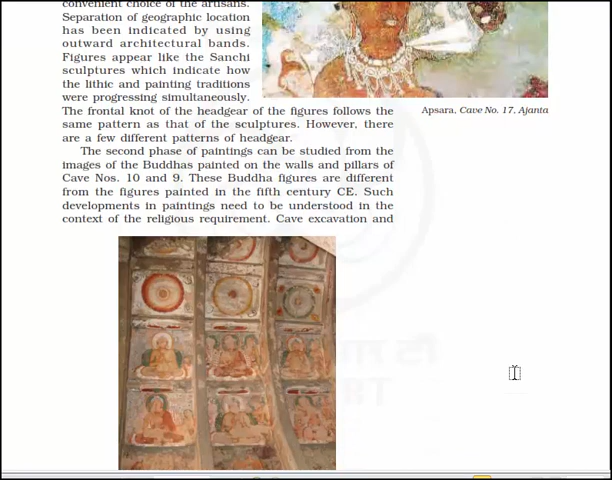 convenient choice of the artisans.
Separation of geographic location
has been indicated by using
outward architectural bands.
Figures appear like the Sanchi
sculptures which indicate how
the lithic and painting traditions
were progressing simultaneously.
The frontal knot of the headgear of the figures follows the
same pattern as that of the sculptures. However, there
are a few different patterns of headgear.
Apsara, Cave No. 17, Ajanta
The second phase of paintings can be studied from the
images of the Buddhas painted on the walls and pillars of
Cave Nos. 10 and 9. These Buddha figures are different
from the figures painted in the fifth century CE. Such
developments in paintings need to be understood in the
context of the religious requirement. Cave excavation and